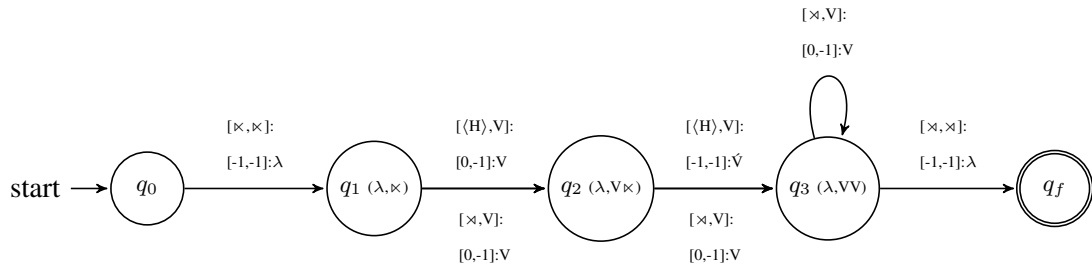 [⋊,V]:
[0,-1]:V
[⋉,⋉]:
[-1,-1]:λ
[⟨H⟩,V]:
[0,-1]:V
[⟨H⟩,V]:
[-1,-1]:V́
[⋊,⋊]:
[-1,-1]:λ
start
q0
q1 (λ,⋉)
q2 (λ,V⋉)
q3 (λ,VV)
qf
[⋊,V]:
[0,-1]:V
[⋊,V]:
[0,-1]:V